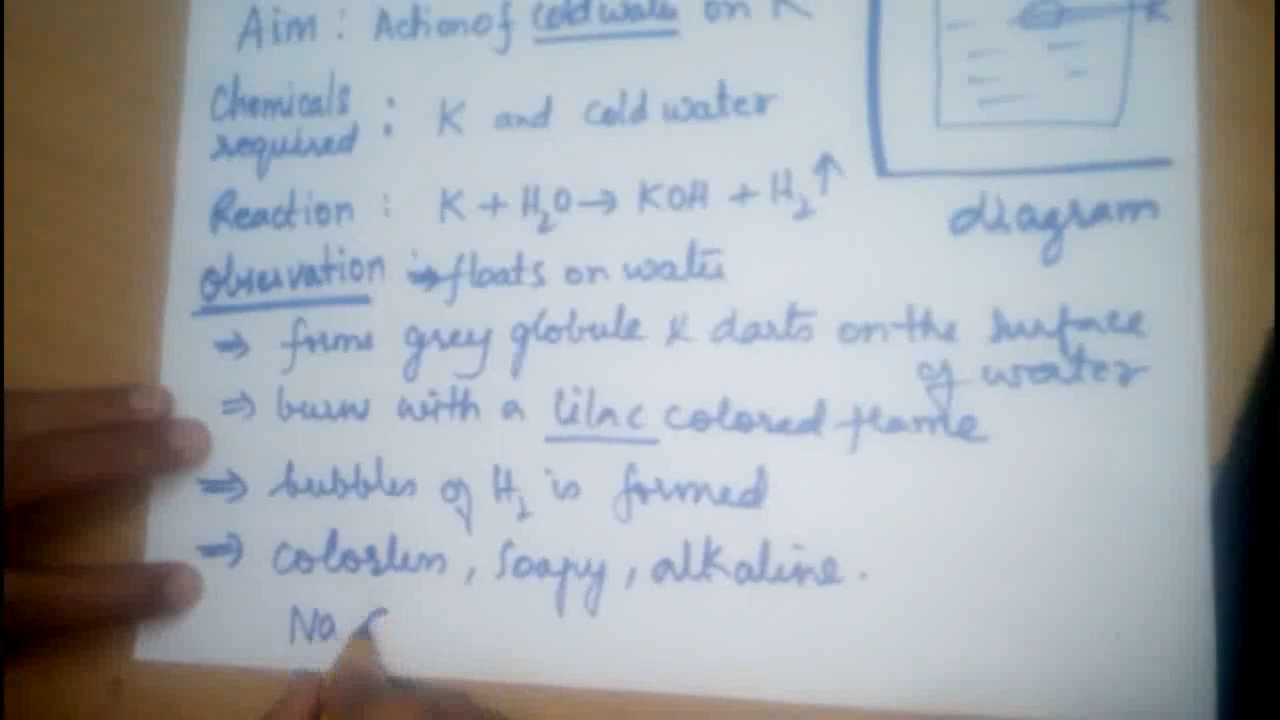 Aim : Action of cold water on K
K
Chemicals
required : K and cold water
Reaction : K + H₂O → KOH + H₂ ↑
diagram
Observation ⇒ floats on water
⇒ forms grey globule & darts on the surface
of water
⇒ burn with a lilac colored flame
⇒ bubbles of H₂ is formed
⇒ colorless, soapy, alkaline.
Na